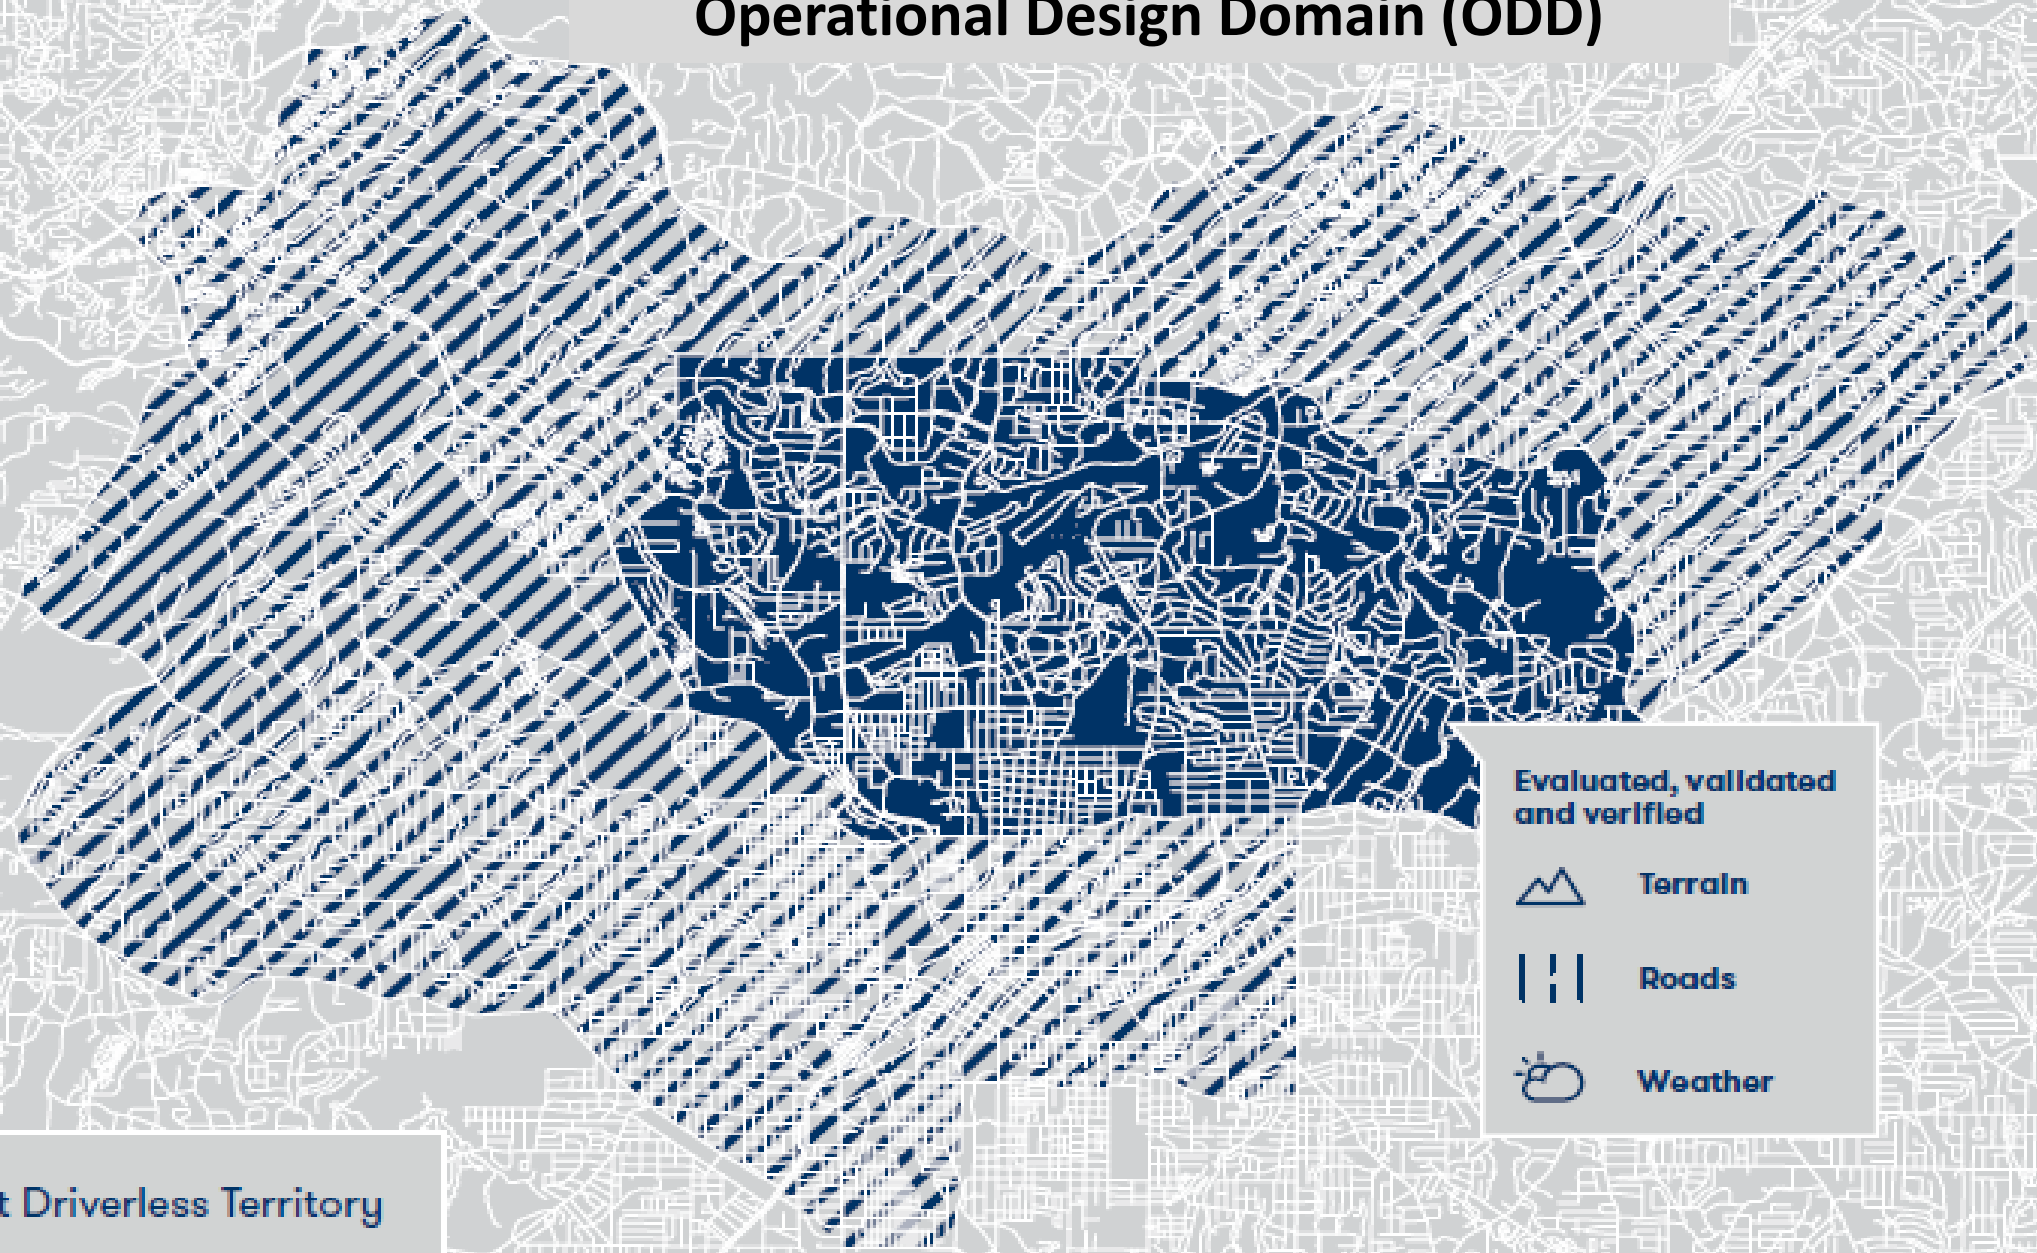 Operational Design Domain (ODD)
Evaluated, validated
and verified
Terrain
Roads
Weather
t Driverless Territory